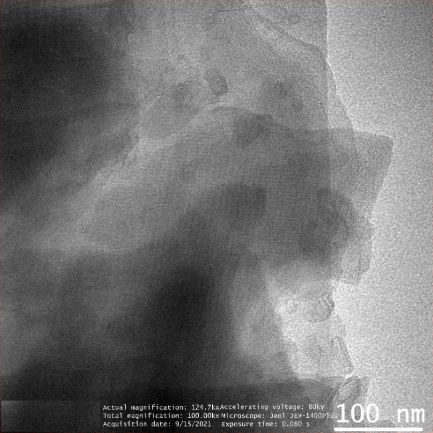 Actual magnification: 124.7kx Accelerating voltage: 80kV
Total magnification: 100.00kx Microscope: Jeol JEM-1400Plus
Acquisition date: 9/15/2021 Exposure time: 0.080 s
100 nm